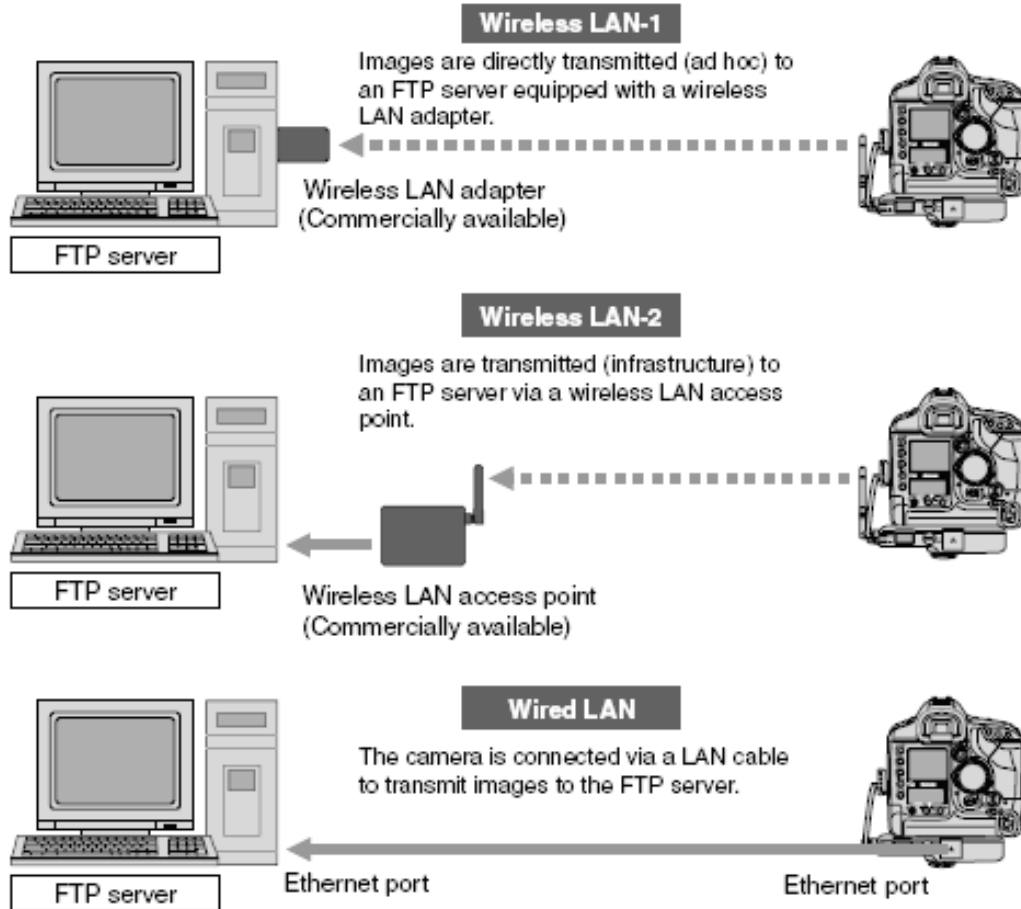 Wireless LAN-1
Images are directly transmitted (ad hoc) to
an FTP server equipped with a wireless
LAN adapter.
Wireless LAN adapter
(Commercially available)
FTP server
Wireless LAN-2
Images are transmitted (infrastructure) to
an FTP server via a wireless LAN access
point.
FTP server
Wireless LAN access point
(Commercially available)
Wired LAN
The camera is connected via a LAN cable
to transmit images to the FTP server.
Ethernet port
Ethernet port
FTP server